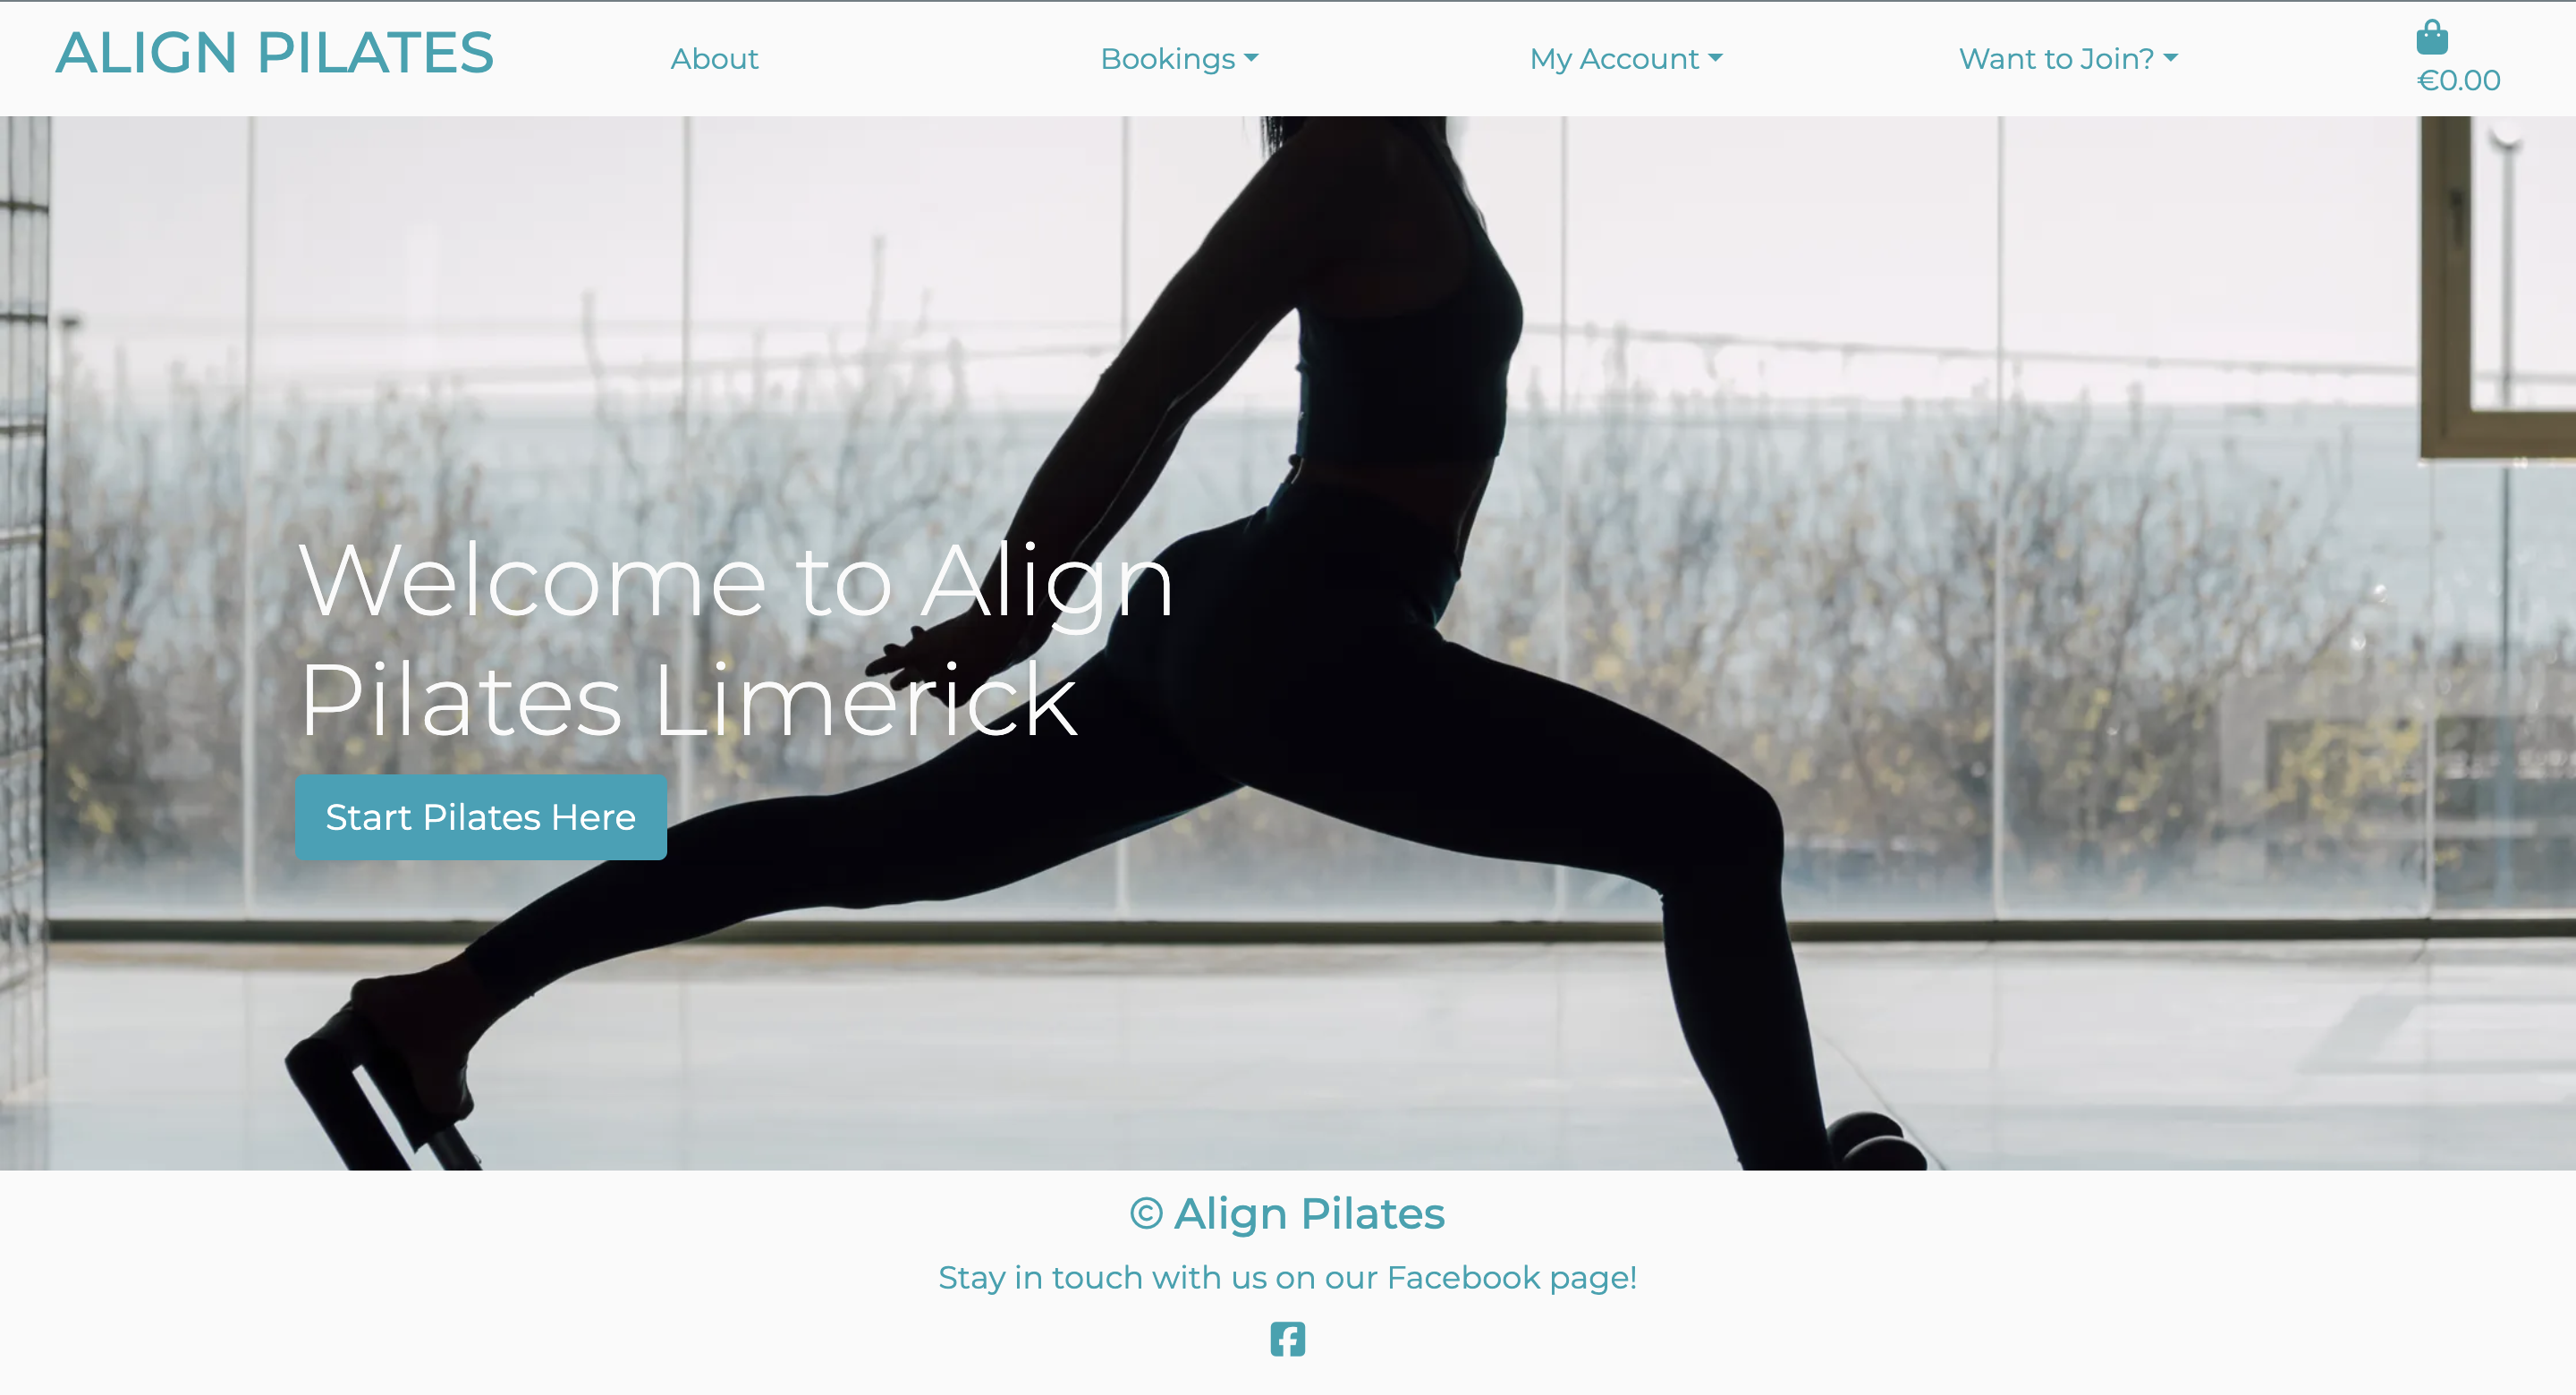 ALIGN PILATES
About
Bookings
My Account
Want to Join?
€0.00
Welcome to Align
Pilates Limerick
Start Pilates Here
© Align Pilates
Stay in touch with us on our Facebook page!